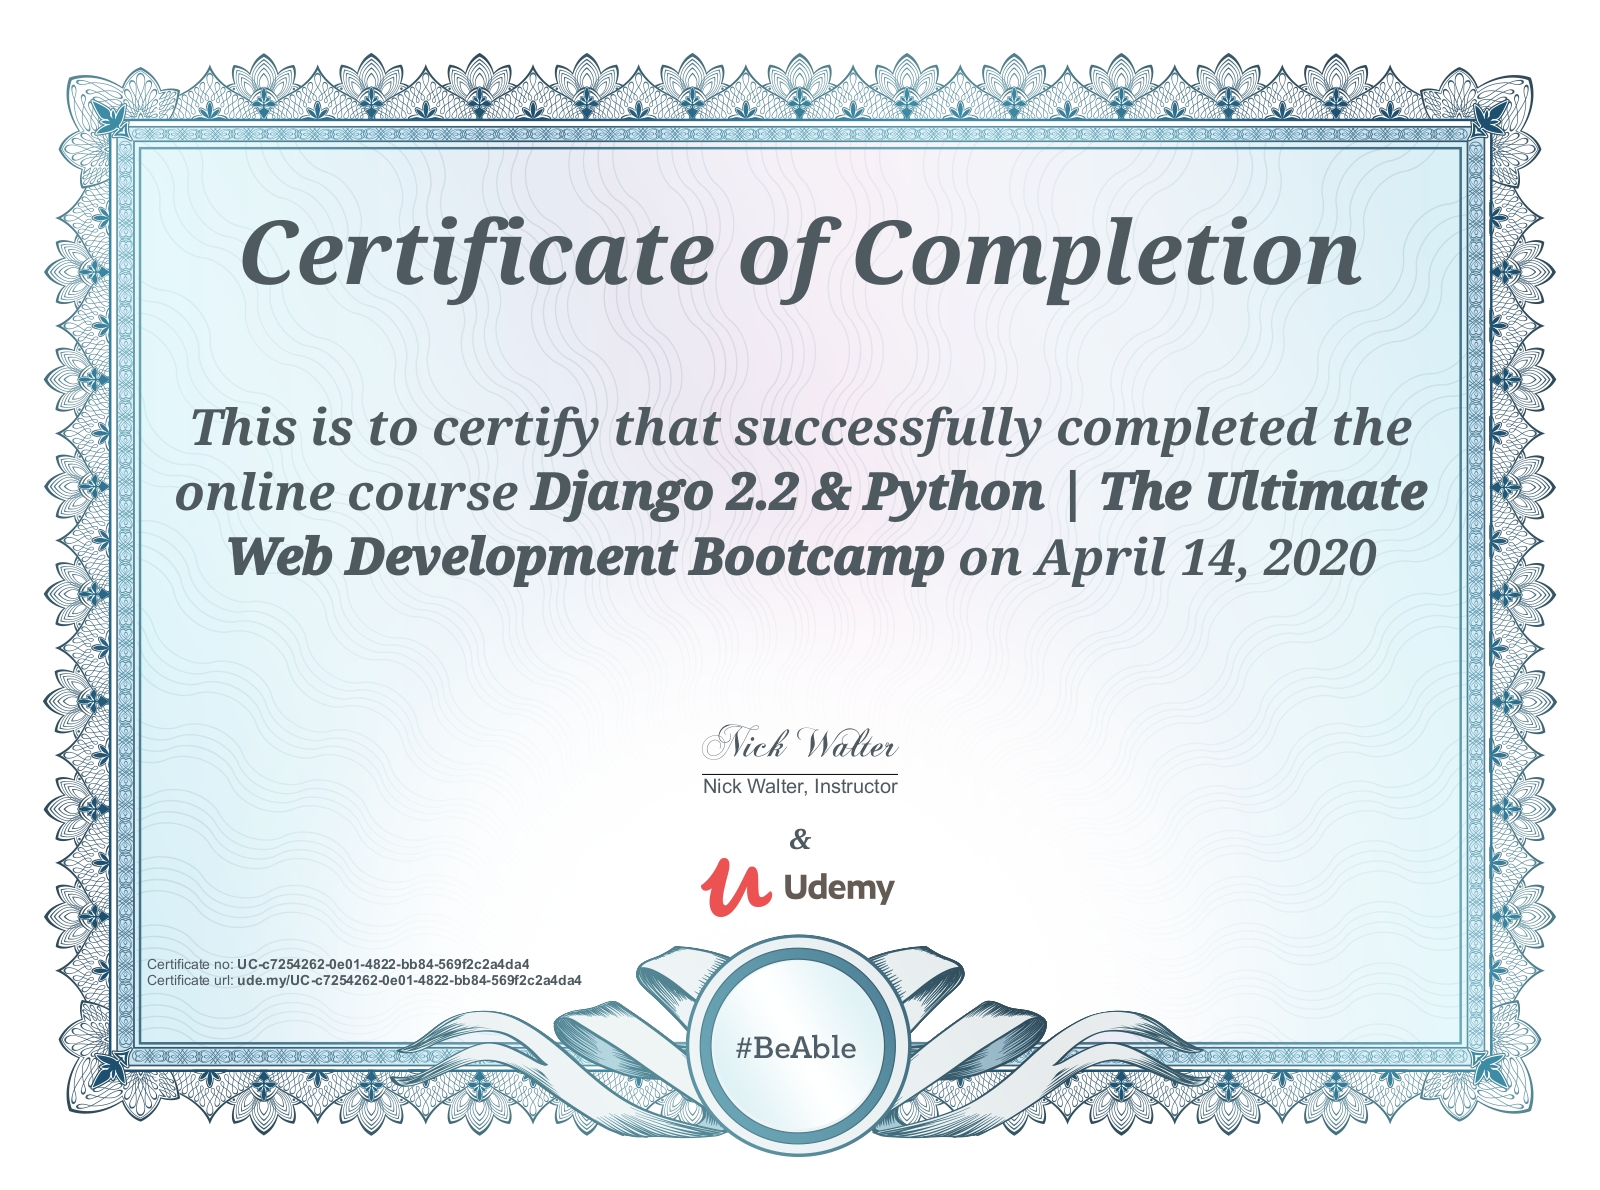 Certificate of Completion
This is to certify that successfully completed the
online course Django 2.2 & Python | The Ultimate
Web Development Bootcamp on April 14, 2020
Nick Walter
Nick Walter, Instructor
&
Udemy
Certificate no: UC-c7254262-0e01-4822-bb84-569f2c2a4da4
Certificate url: ude.my/UC-c7254262-0e01-4822-bb84-569f2c2a4da4
#BeAble